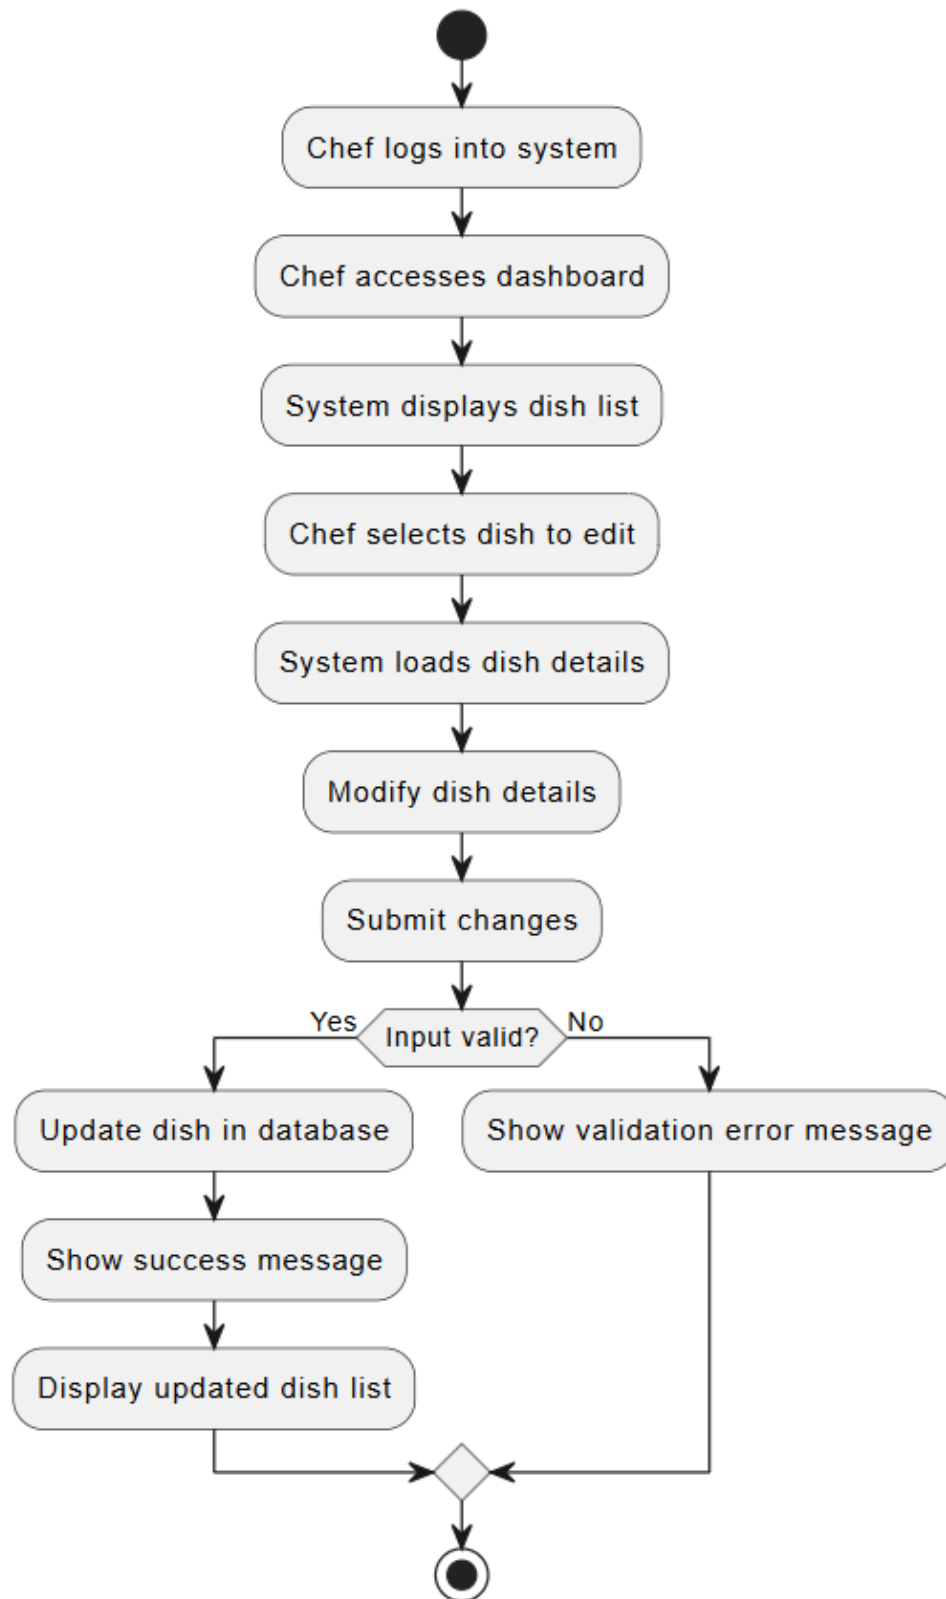 Chef logs into system
Chef accesses dashboard
System displays dish list
Chef selects dish to edit
System loads dish details
Modify dish details
Submit changes
Yes
Input valid?
No
Update dish in database
Show validation error message
Show success message
Display updated dish list